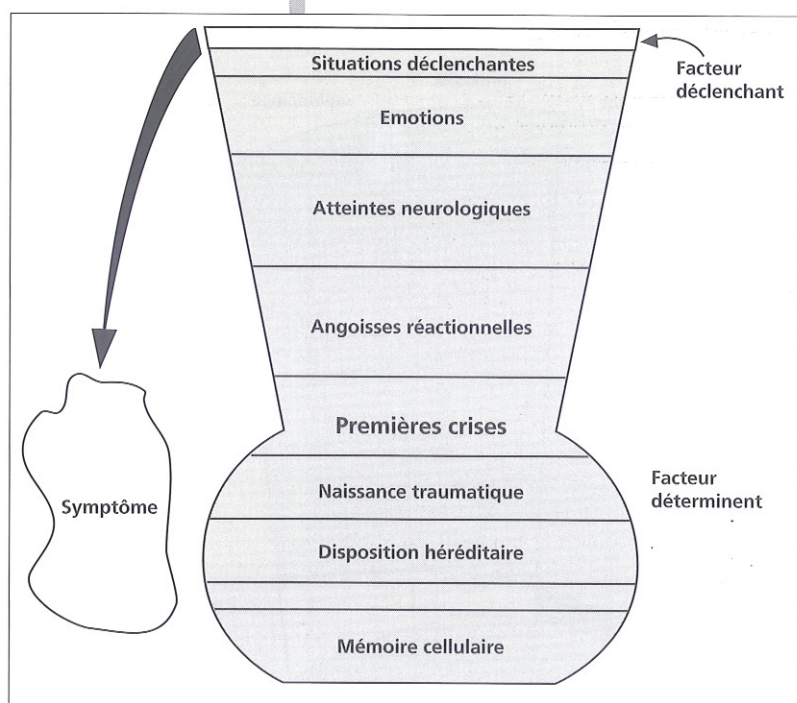 Situations déclenchantes
Facteur
déclenchant
Emotions
Atteintes neurologiques
Angoisses réactionnelles
Premières crises
Naissance traumatique
Facteur
déterminent
Symptôme
Disposition héréditaire
Mémoire cellulaire